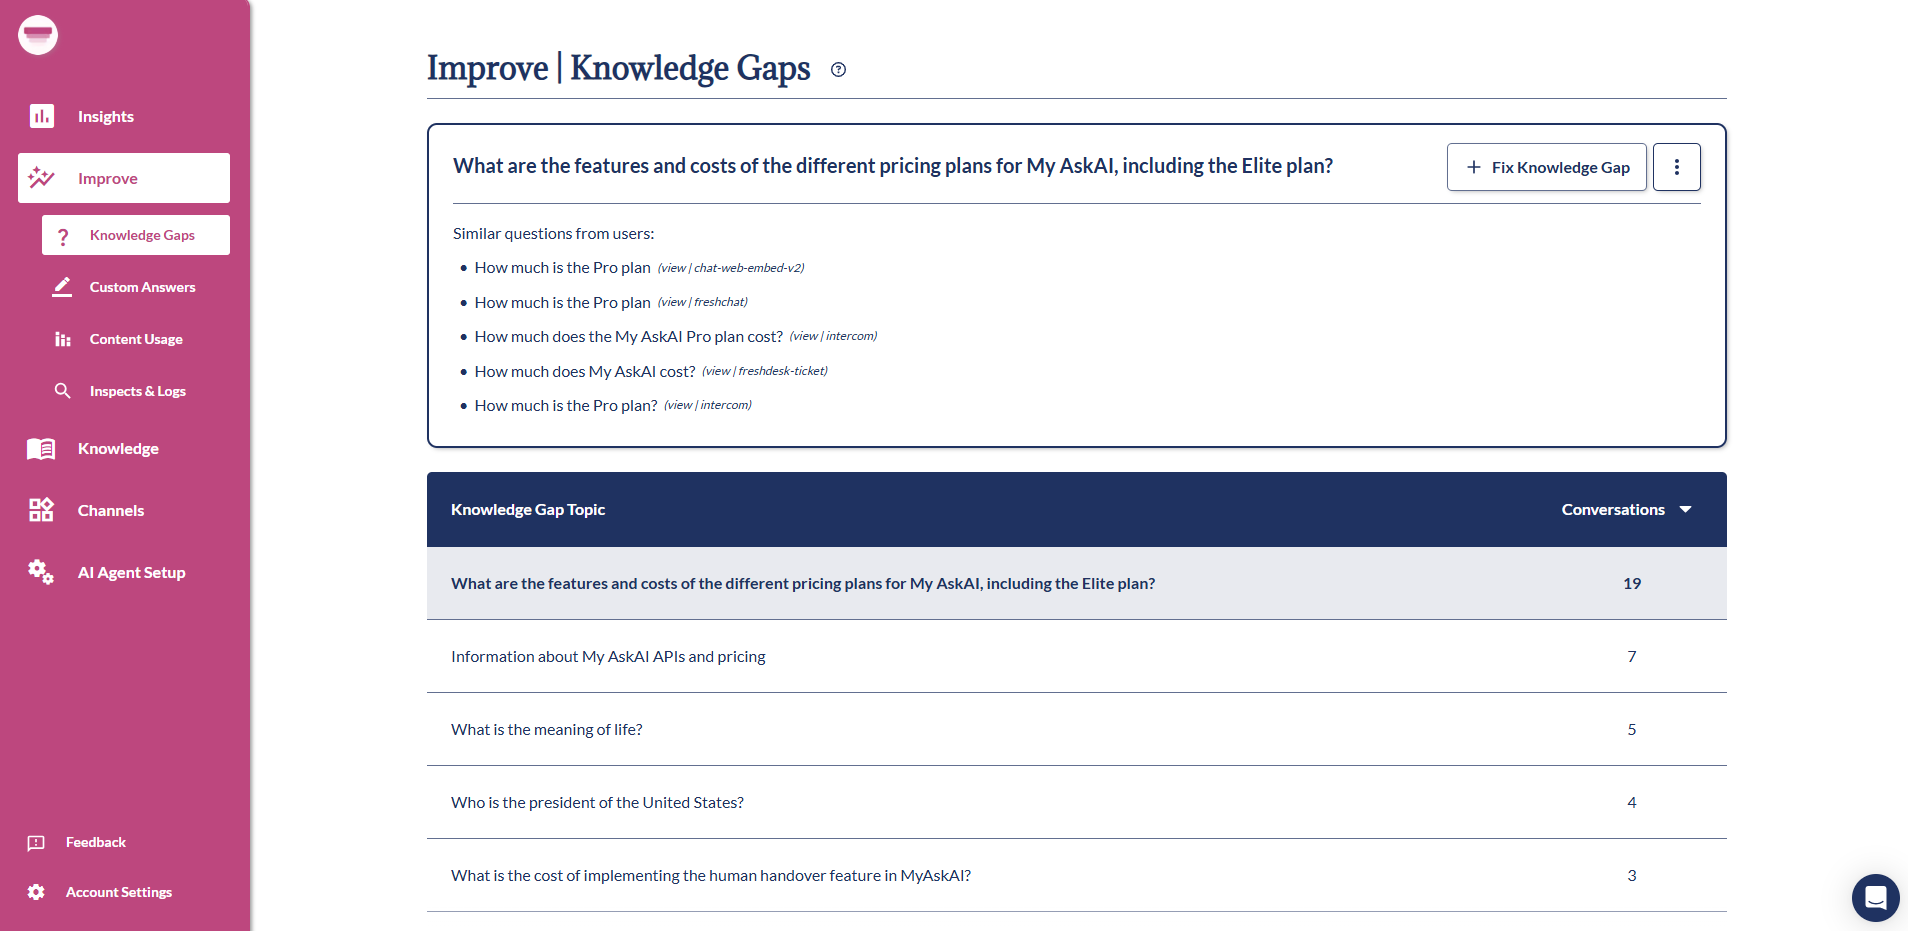 Insights
Improve
Knowledge Gaps
Custom Answers
Content Usage
Inspects & Logs
Knowledge
Channels
AI Agent Setup
Feedback
Account Settings
Improve | Knowledge Gaps
What are the features and costs of the different pricing plans for My AskAI, including the Elite plan?
+ Fix Knowledge Gap
Similar questions from users:
• How much is the Pro plan (view | chat-web-embed-v2)
• How much is the Pro plan (view | freshchat)
• How much does the My AskAI Pro plan cost? (view | intercom)
• How much does My AskAI cost? (view | freshdesk-ticket)
• How much is the Pro plan? (view | intercom)
Knowledge Gap Topic Conversations
What are the features and costs of the different pricing plans for My AskAI, including the Elite plan? 19
Information about My AskAI APIs and pricing 7
What is the meaning of life? 5
Who is the president of the United States? 4
What is the cost of implementing the human handover feature in MyAskAI? 3